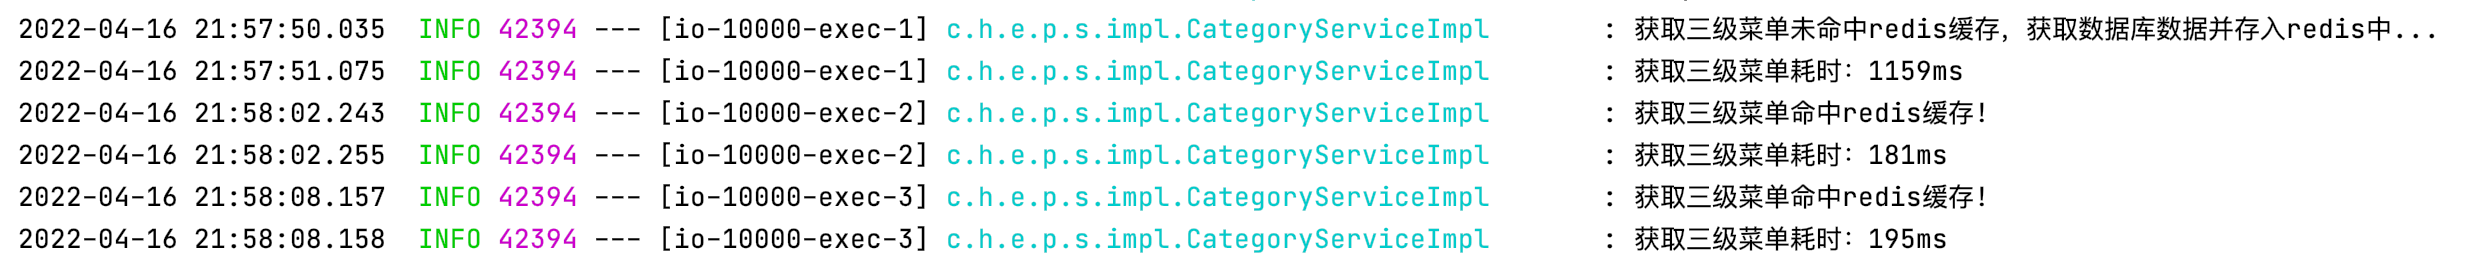 2022-04-16 21:57:50.035  INFO 42394 --- [io-10000-exec-1] c.h.e.p.s.impl.CategoryServiceImpl       : 获取三级菜单未命中redis缓存，获取数据库数据并存入redis中...
2022-04-16 21:57:51.075  INFO 42394 --- [io-10000-exec-1] c.h.e.p.s.impl.CategoryServiceImpl       : 获取三级菜单耗时：1159ms
2022-04-16 21:58:02.243  INFO 42394 --- [io-10000-exec-2] c.h.e.p.s.impl.CategoryServiceImpl       : 获取三级菜单命中redis缓存！
2022-04-16 21:58:02.255  INFO 42394 --- [io-10000-exec-2] c.h.e.p.s.impl.CategoryServiceImpl       : 获取三级菜单耗时：181ms
2022-04-16 21:58:08.157  INFO 42394 --- [io-10000-exec-3] c.h.e.p.s.impl.CategoryServiceImpl       : 获取三级菜单命中redis缓存！
2022-04-16 21:58:08.158  INFO 42394 --- [io-10000-exec-3] c.h.e.p.s.impl.CategoryServiceImpl       : 获取三级菜单耗时：195ms